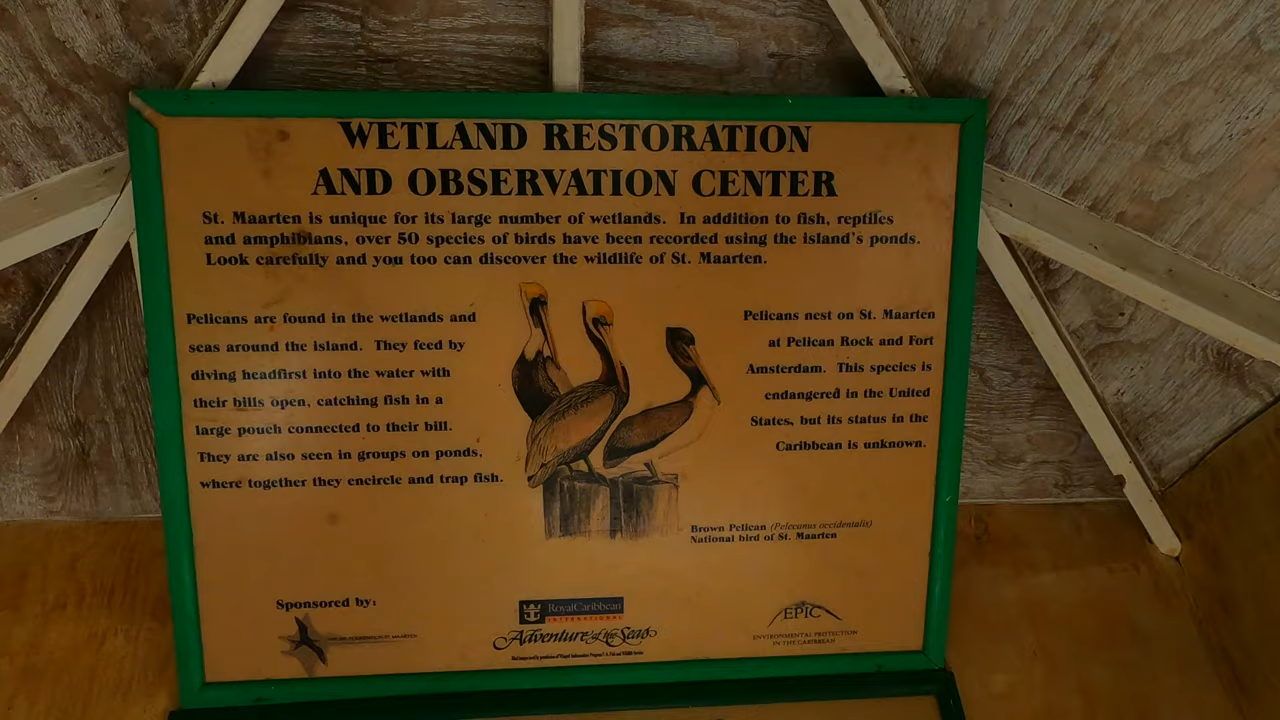 WETLAND RESTORATION
AND OBSERVATION CENTER
St. Maarten is unique for its large number of wetlands. In addition to fish, reptiles
and amphibians, over 50 species of birds have been recorded using the island's ponds.
Look carefully and you too can discover the wildlife of St. Maarten.
Pelicans are found in the wetlands and
seas around the island. They feed by
diving headfirst into the water with
their bills open, catching fish in a
large pouch connected to their bill.
They are also seen in groups on ponds,
where together they encircle and trap fish.
Pelicans nest on St. Maarten
at Pelican Rock and Fort
Amsterdam. This species is
endangered in the United
States, but its status in the
Caribbean is unknown.
Brown Pelican (Pelecanus occidentalis)
National bird of St. Maarten
Sponsored by:
FOUNDATION ST. MAARTEN
RoyalCaribbean
INTERNATIONAL
Adventure of the Seas
EPIC
ENVIRONMENTAL PROTECTION
IN THE CARIBBEAN